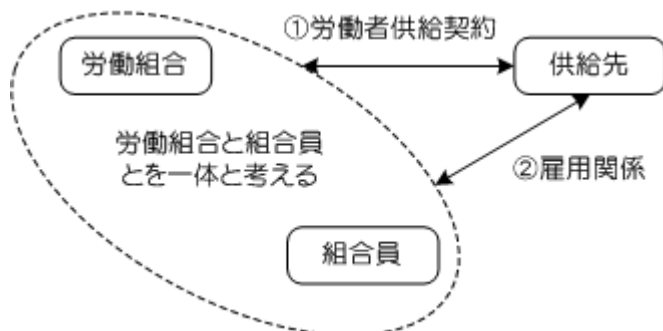 ①労働者供給契約
労働組合
供給先
労働組合と組合員
とを一体と考える
②雇用関係
組合員